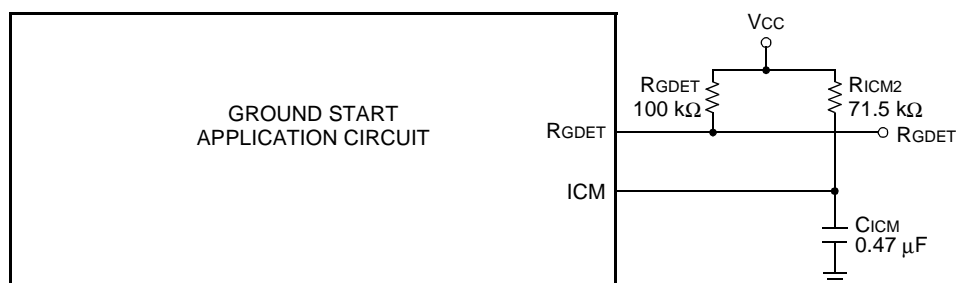 VCC
RGDET
100 kΩ
RICM2
71.5 kΩ
GROUND START
APPLICATION CIRCUIT
RGDET
RGDET
ICM
CICM
0.47 μF